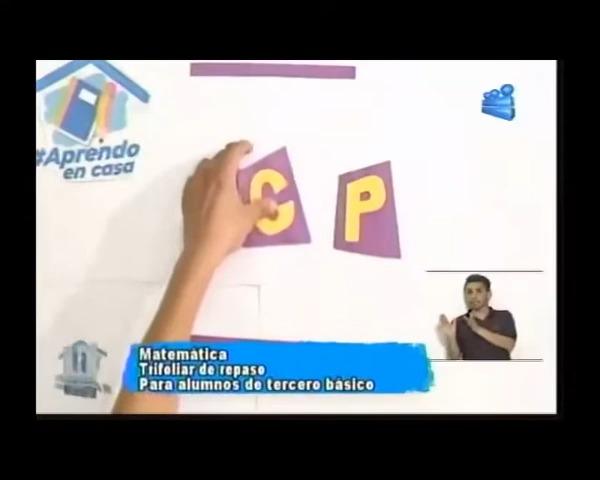 #Aprendo
en casa
C P
Matemática
Trifoliar de repaso
Para alumnos de tercero básico